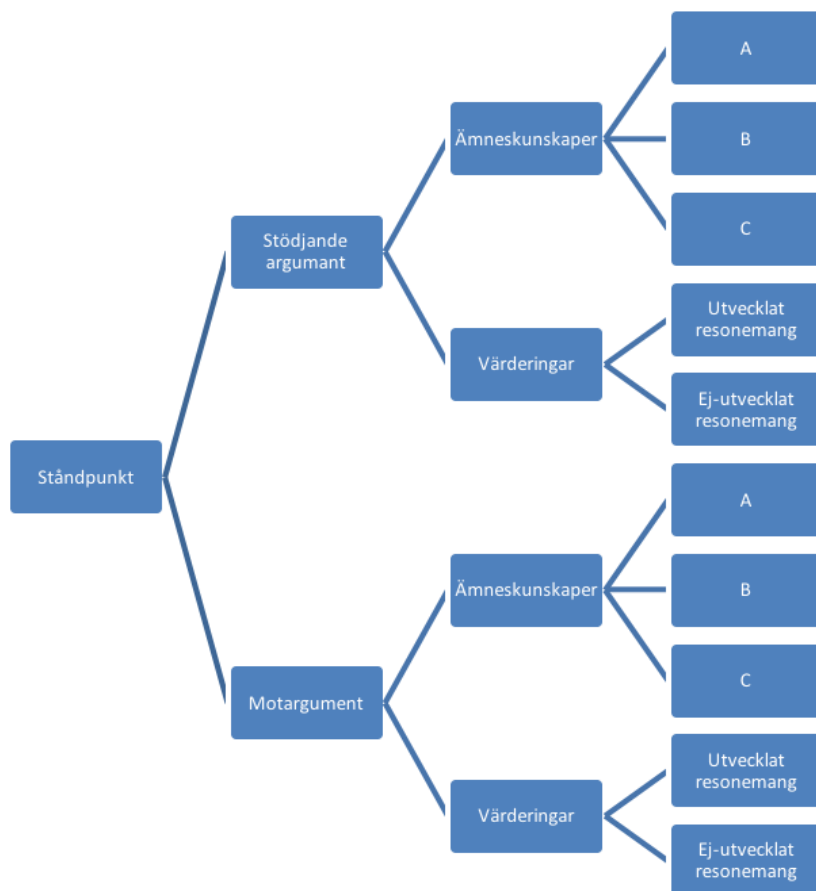 A
Ämneskunskaper
B
C
Stödjande
argumant
Utvecklat
resonemang
Värderingar
Ej-utvecklat
resonemang
Ståndpunkt
A
Ämneskunskaper
B
C
Motargument
Utvecklat
resonemang
Värderingar
Ej-utvecklat
resonemang